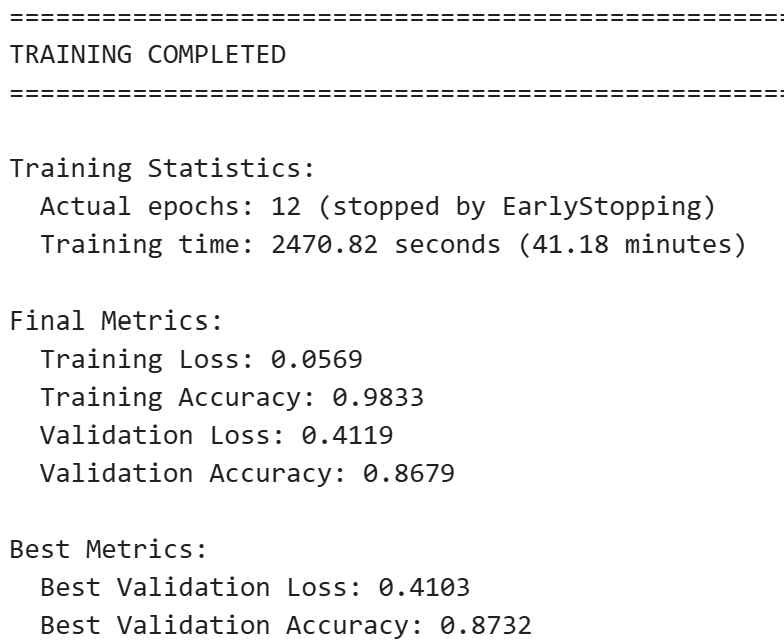 ==================================================
TRAINING COMPLETED
==================================================
Training Statistics:
Actual epochs: 12 (stopped by EarlyStopping)
Training time: 2470.82 seconds (41.18 minutes)
Final Metrics:
Training Loss: 0.0569
Training Accuracy: 0.9833
Validation Loss: 0.4119
Validation Accuracy: 0.8679
Best Metrics:
Best Validation Loss: 0.4103
Best Validation Accuracy: 0.8732